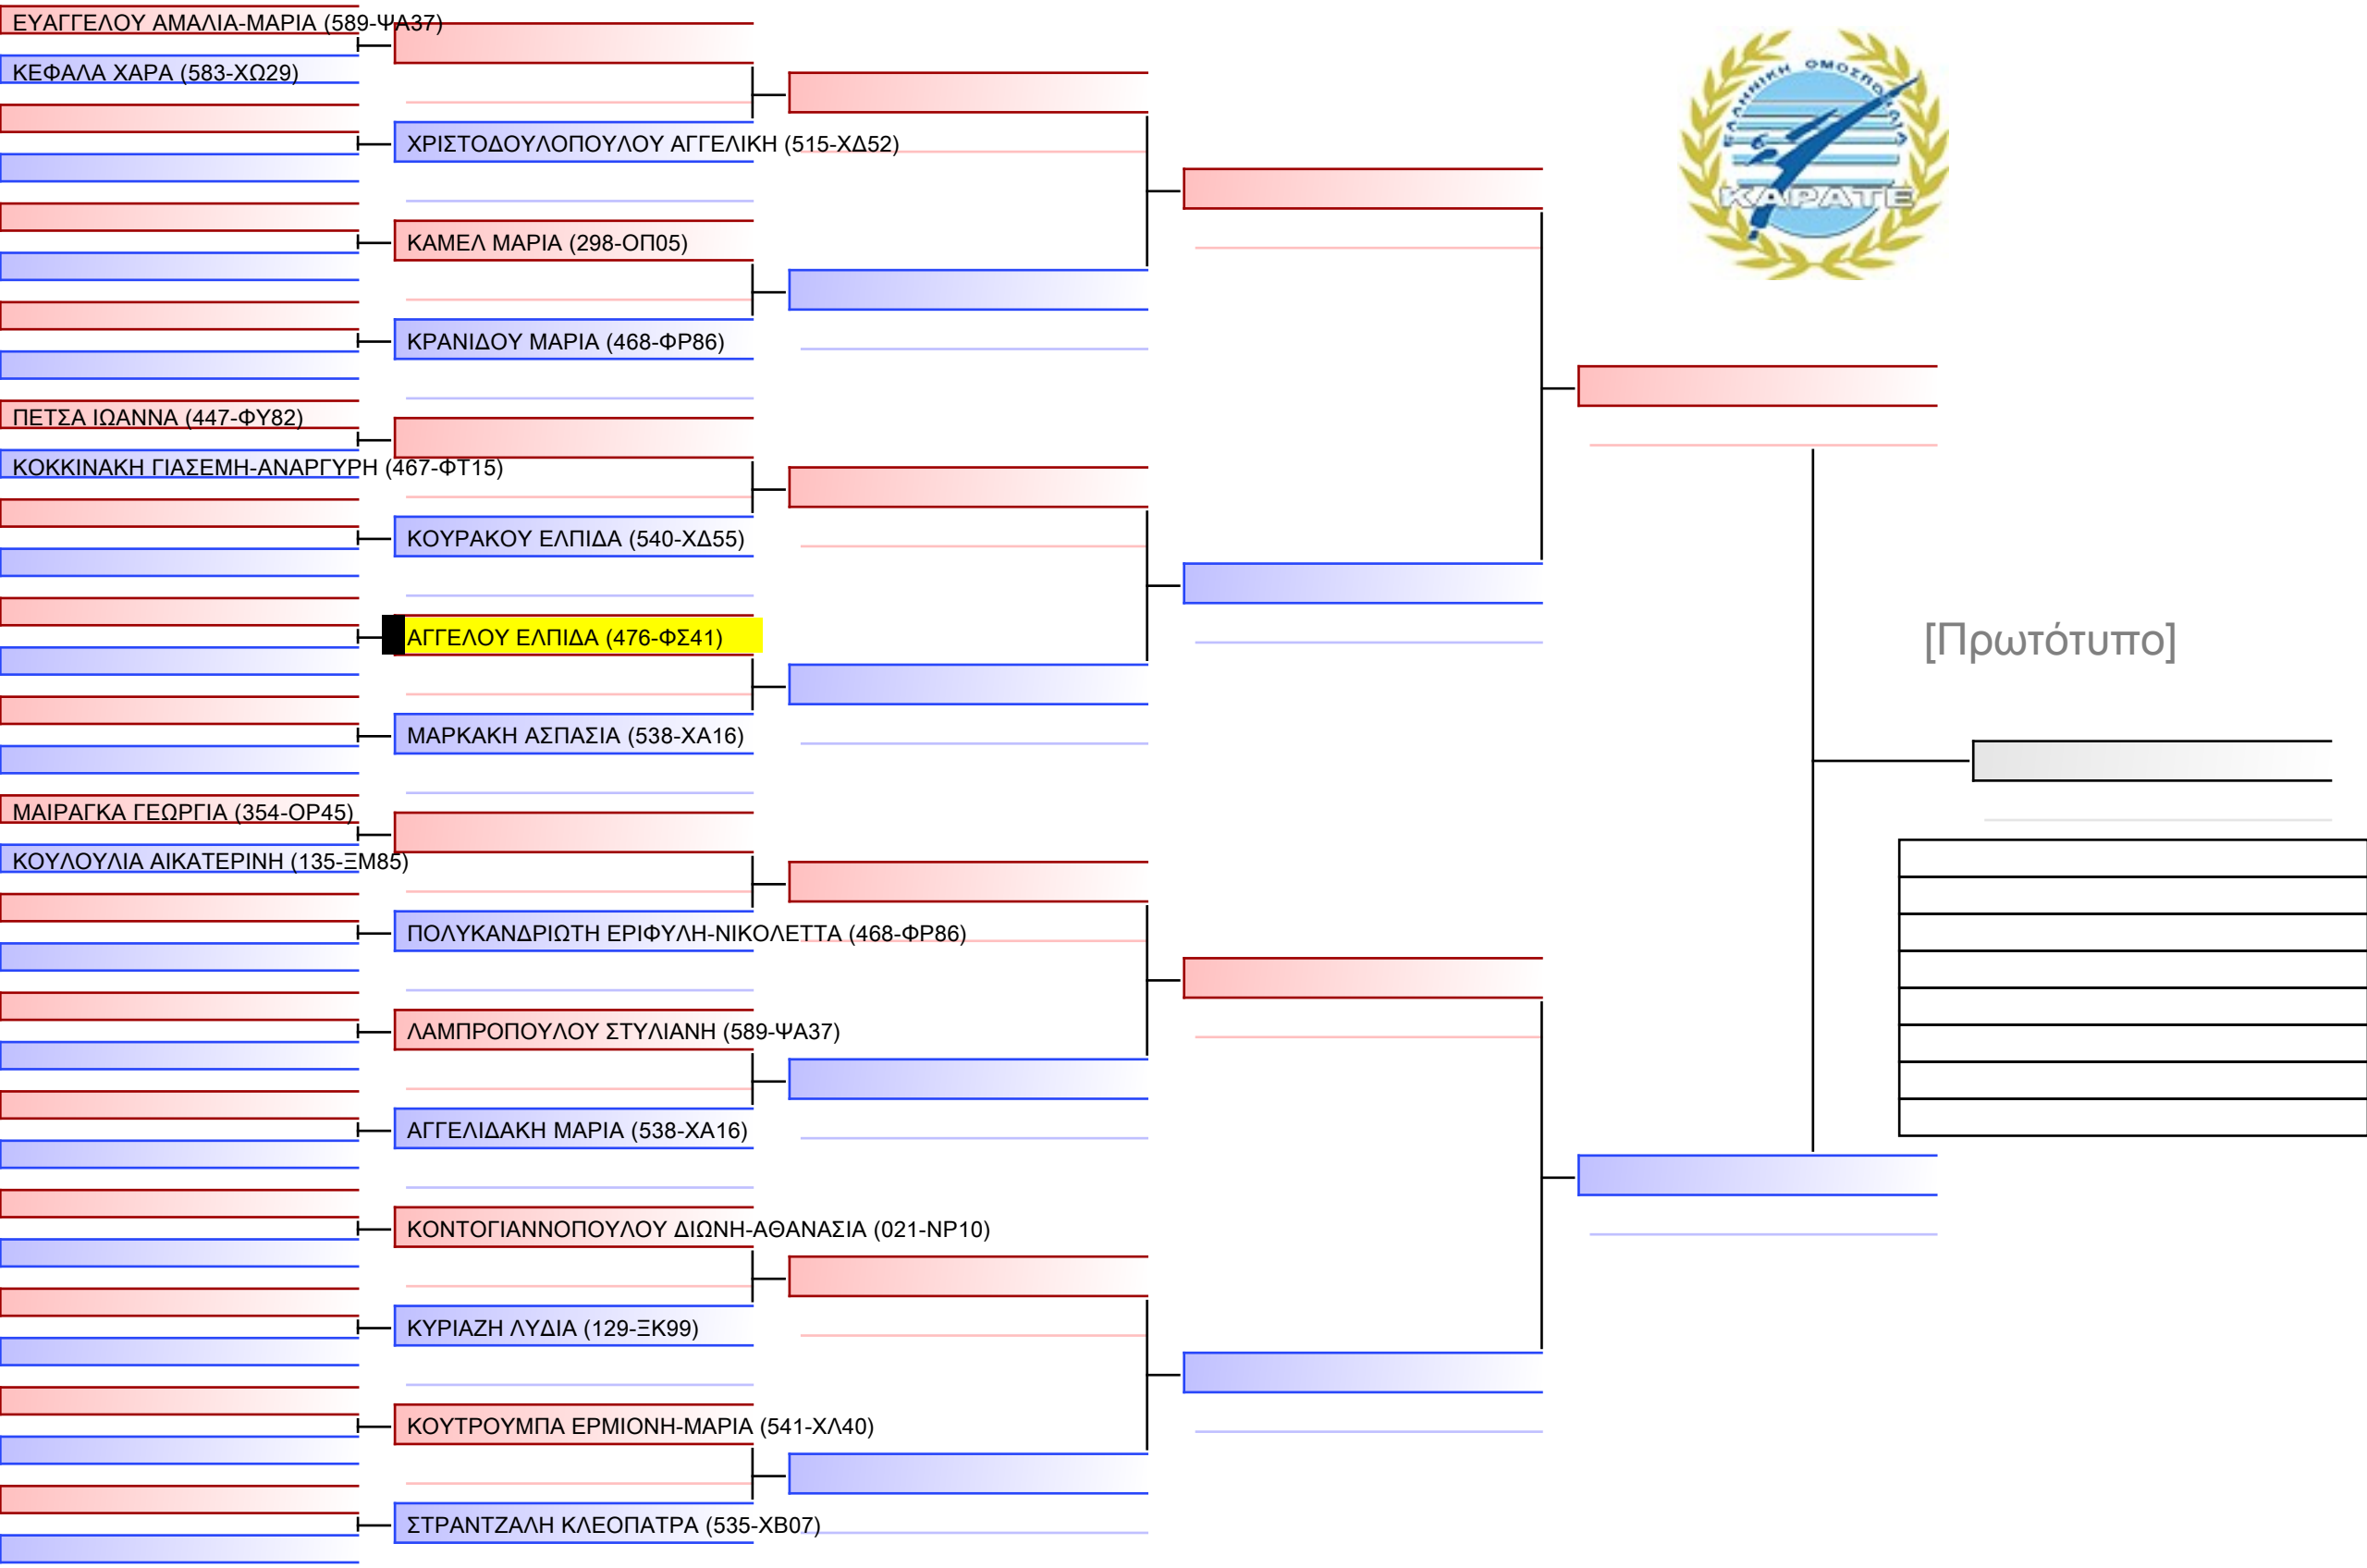 ΕΥΑΓΓΕΛΟΥ ΑΜΑΛΙΑ-ΜΑΡΙΑ (589-ΨΑ37)
ΚΕΦΑΛΑ ΧΑΡΑ (583-ΧΩ29)
ΧΡΙΣΤΟΔΟΥΛΟΠΟΥΛΟΥ ΑΓΓΕΛΙΚΗ (515-ΧΔ52)
ΚΑΜΕΛ ΜΑΡΙΑ (298-ΟΠ05)
ΚΡΑΝΙΔΟΥ ΜΑΡΙΑ (468-ΦΡ86)
ΠΕΤΣΑ ΙΩΑΝΝΑ (447-ΦΥ82)
ΚΟΚΚΙΝΑΚΗ ΓΙΑΣΕΜΗ-ΑΝΑΡΓΥΡΗ (467-ΦΤ15)
ΚΟΥΡΑΚΟΥ ΕΛΠΙΔΑ (540-ΧΔ55)
ΑΓΓΕΛΟΥ ΕΛΠΙΔΑ (476-ΦΣ41)
ΜΑΡΚΑΚΗ ΑΣΠΑΣΙΑ (538-ΧΑ16)
ΜΑΙΡΑΓΚΑ ΓΕΩΡΓΙΑ (354-ΟΡ45)
ΚΟΥΛΟΥΛΙΑ ΑΙΚΑΤΕΡΙΝΗ (135-ΞΜ85)
ΠΟΛΥΚΑΝΔΡΙΩΤΗ ΕΡΙΦΥΛΗ-ΝΙΚΟΛΕΤΤΑ (468-ΦΡ86)
ΛΑΜΠΡΟΠΟΥΛΟΥ ΣΤΥΛΙΑΝΗ (589-ΨΑ37)
ΑΓΓΕΛΙΔΑΚΗ ΜΑΡΙΑ (538-ΧΑ16)
ΚΟΝΤΟΓΙΑΝΝΟΠΟΥΛΟΥ ΔΙΩΝΗ-ΑΘΑΝΑΣΙΑ (021-ΝΡ10)
ΚΥΡΙΑΖΗ ΛΥΔΙΑ (129-ΞΚ99)
ΚΟΥΤΡΟΥΜΠΑ ΕΡΜΙΟΝΗ-ΜΑΡΙΑ (541-ΧΛ40)
ΣΤΡΑΝΤΖΑΛΗ ΚΛΕΟΠΑΤΡΑ (535-ΧΒ07)
ΕΛΛΗΝΙΚΗ ΟΜΟΣΠΟΝΔΙΑ
ΚΑΡΑΤΕ
[Πρωτότυπο]